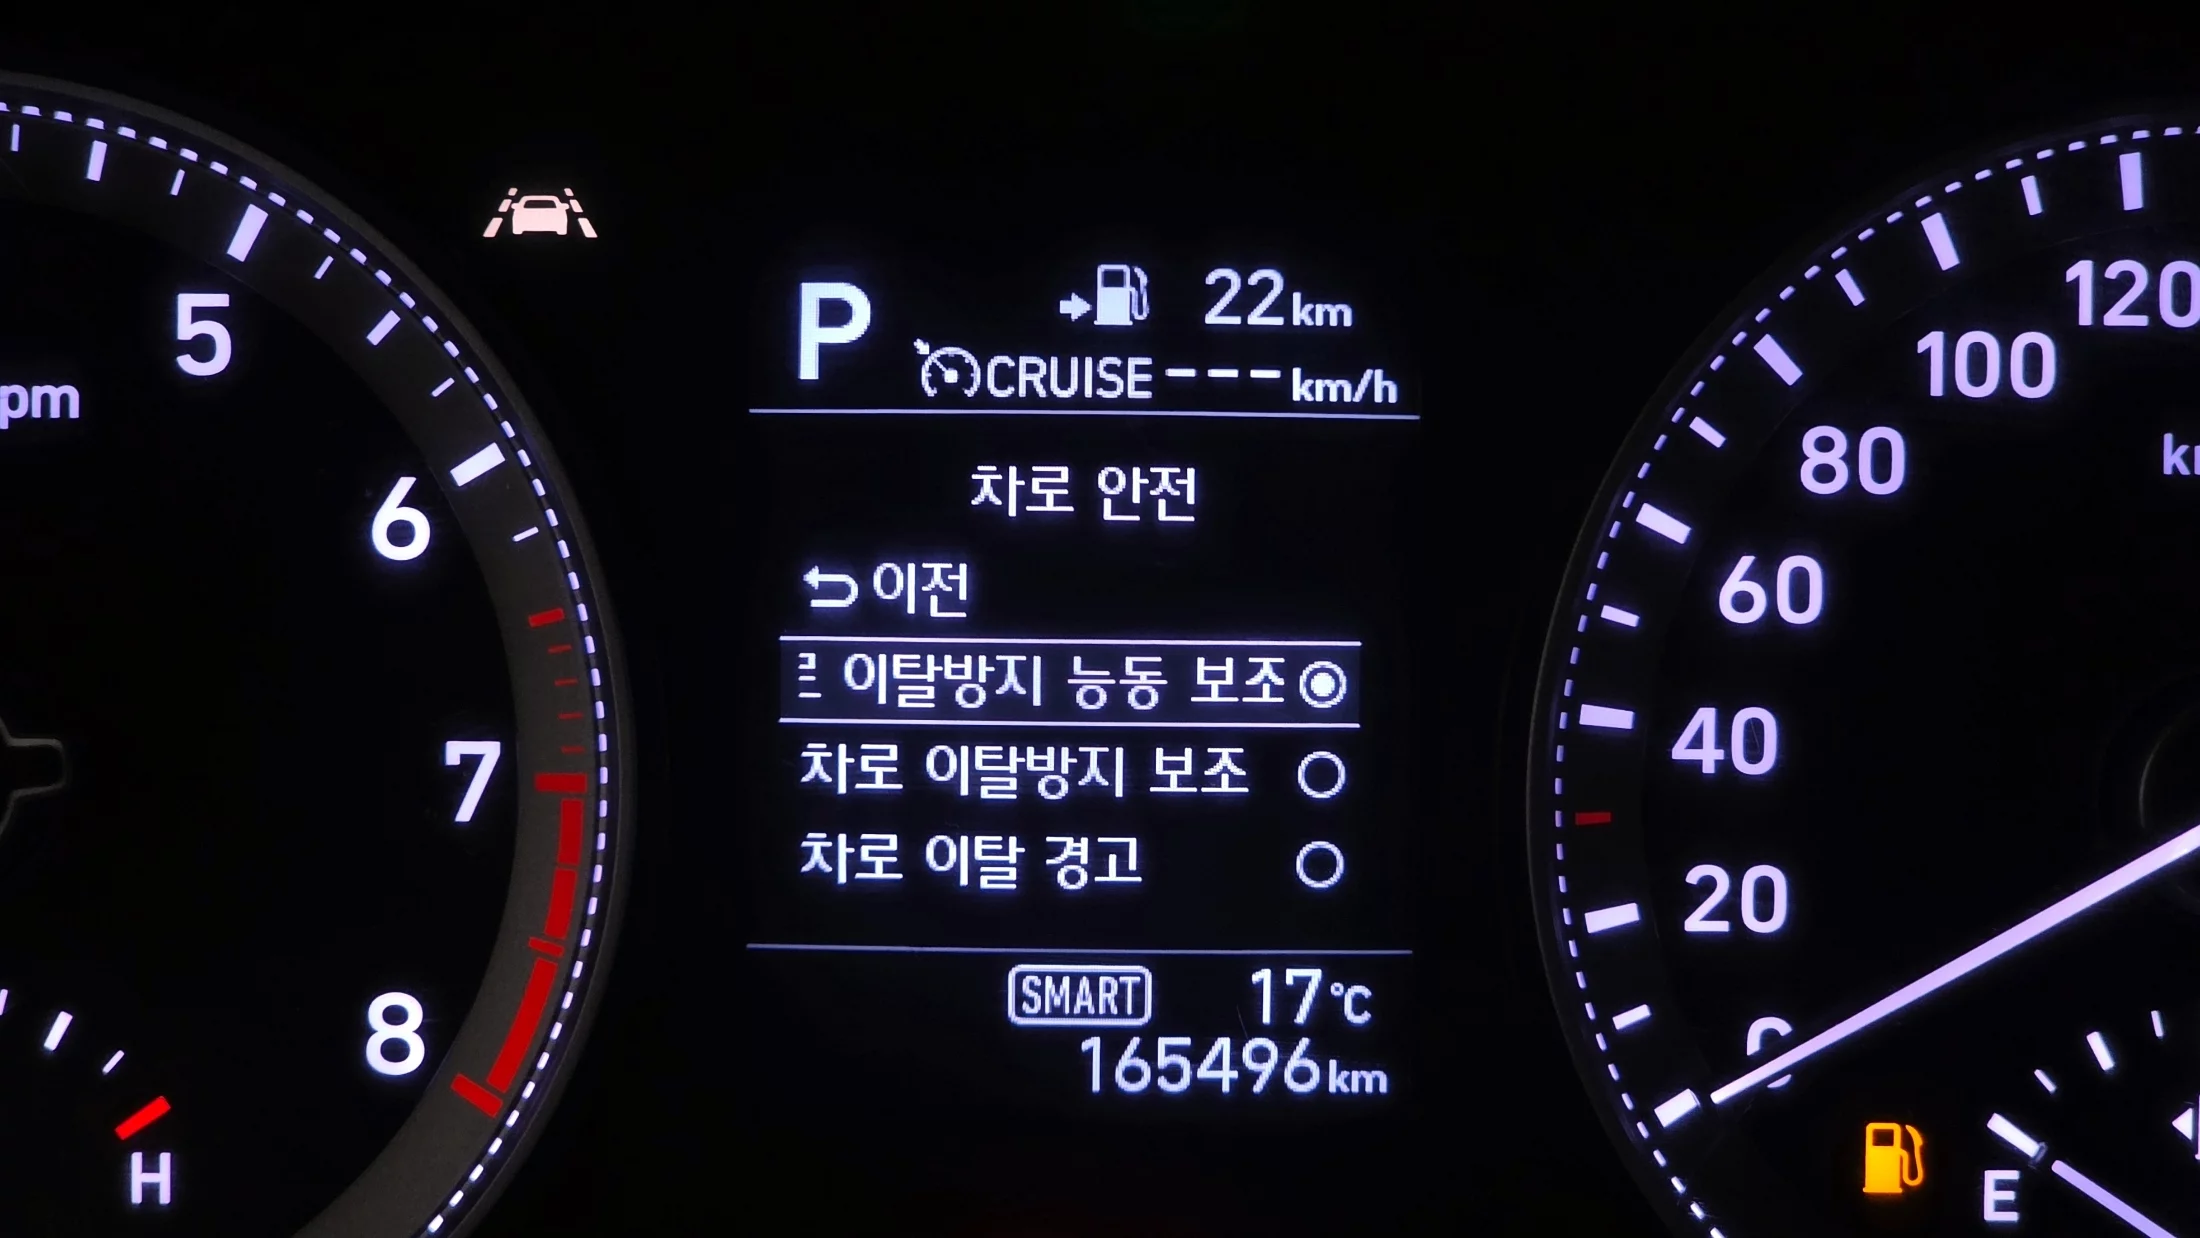 5
pm
6
7
8
H
P
22km
CRUISE---km/h
차로 안전
이전
이탈방지 능동 보조
차로 이탈방지 보조
차로 이탈 경고
SMART 17℃
165496km
120
100
80
60
40
20
0
E